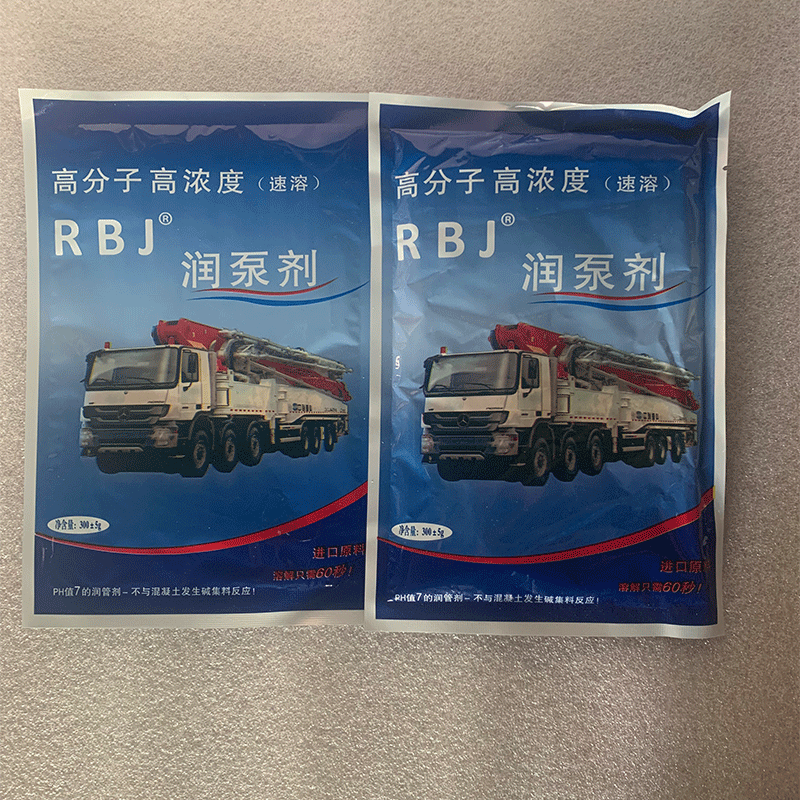 高分子高浓度（速溶）
RBJ®
润泵剂
净含量：300±5g
进口原料
溶解只需60秒！
PH值7的润管剂-不与混凝土发生碱集料反应！
高分子高浓度（速溶）
RBJ®
润泵剂
净含量：300±5g
进口原料
溶解只需60秒！
PH值7的润管剂-不与混凝土发生碱集料反应！